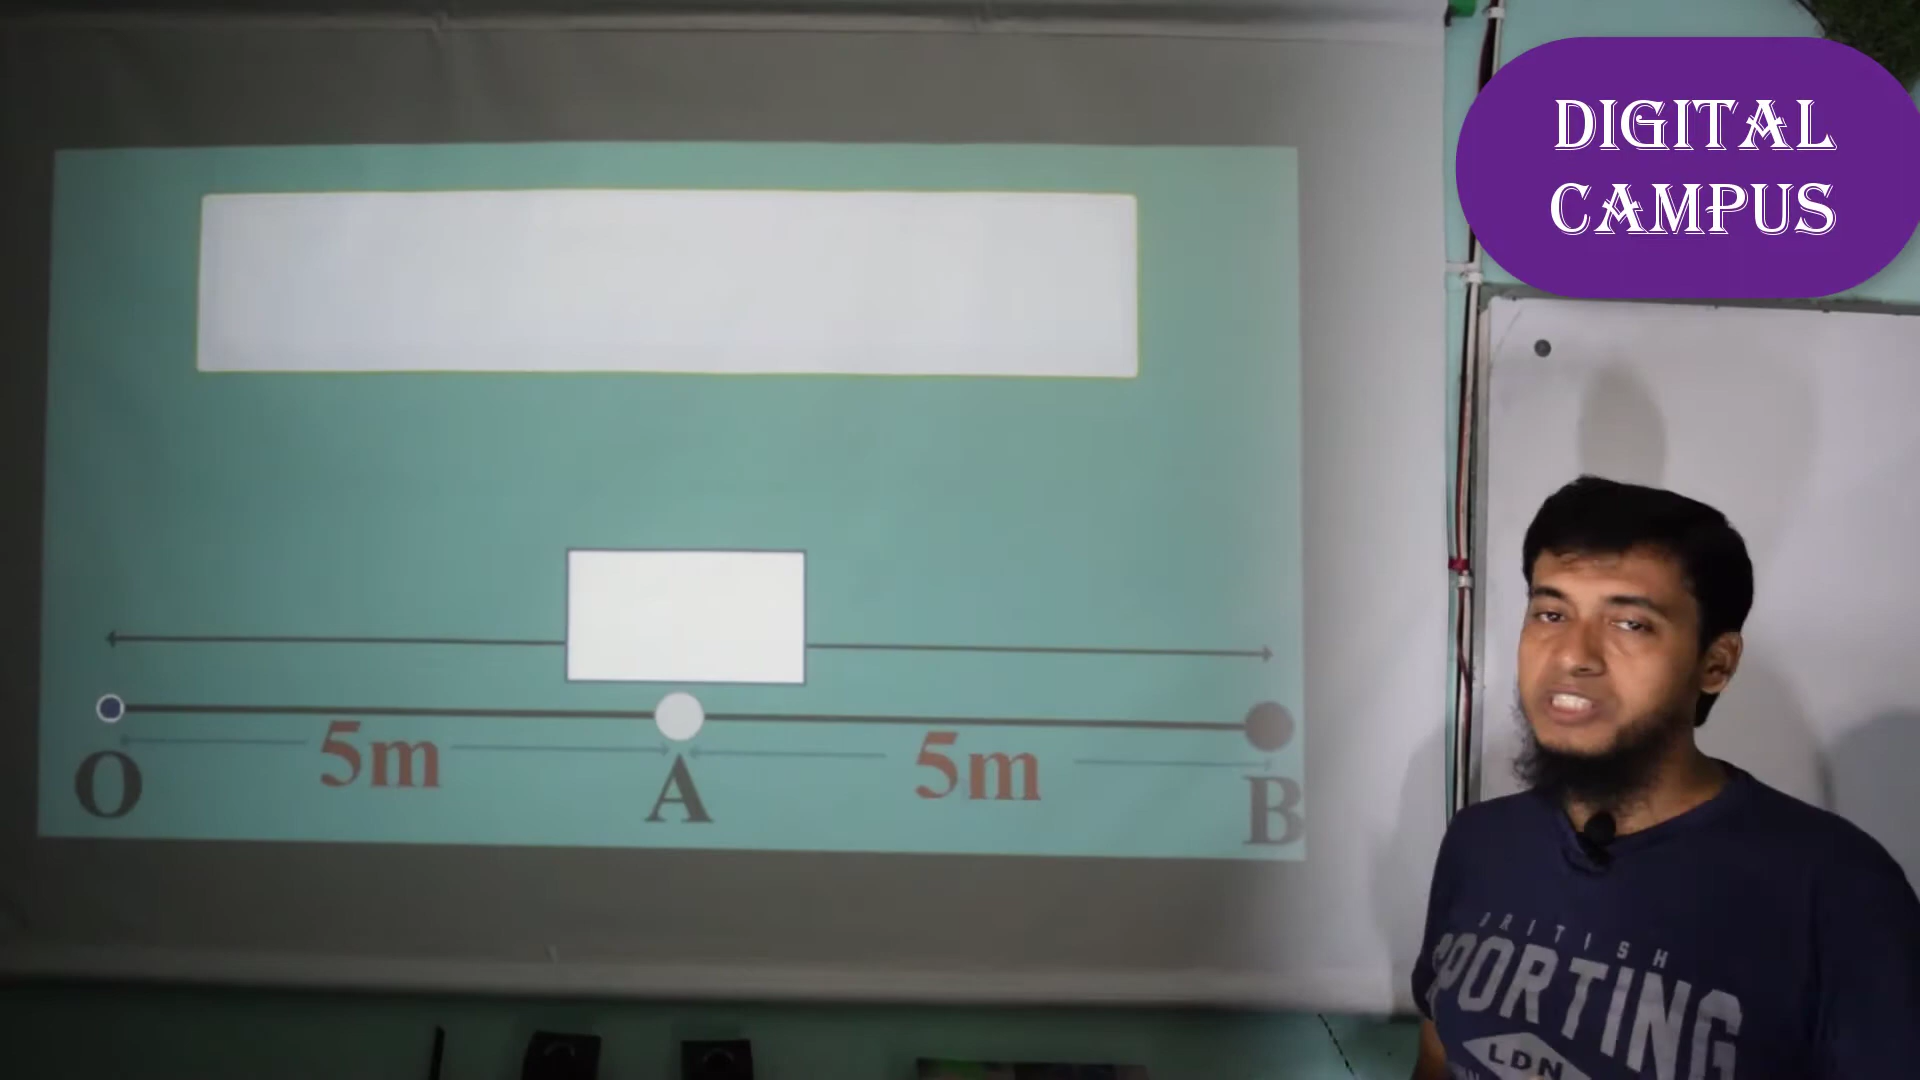 DIGITAL
CAMPUS
5m 5m
O A B
BRITISH
SPORTING
LDN